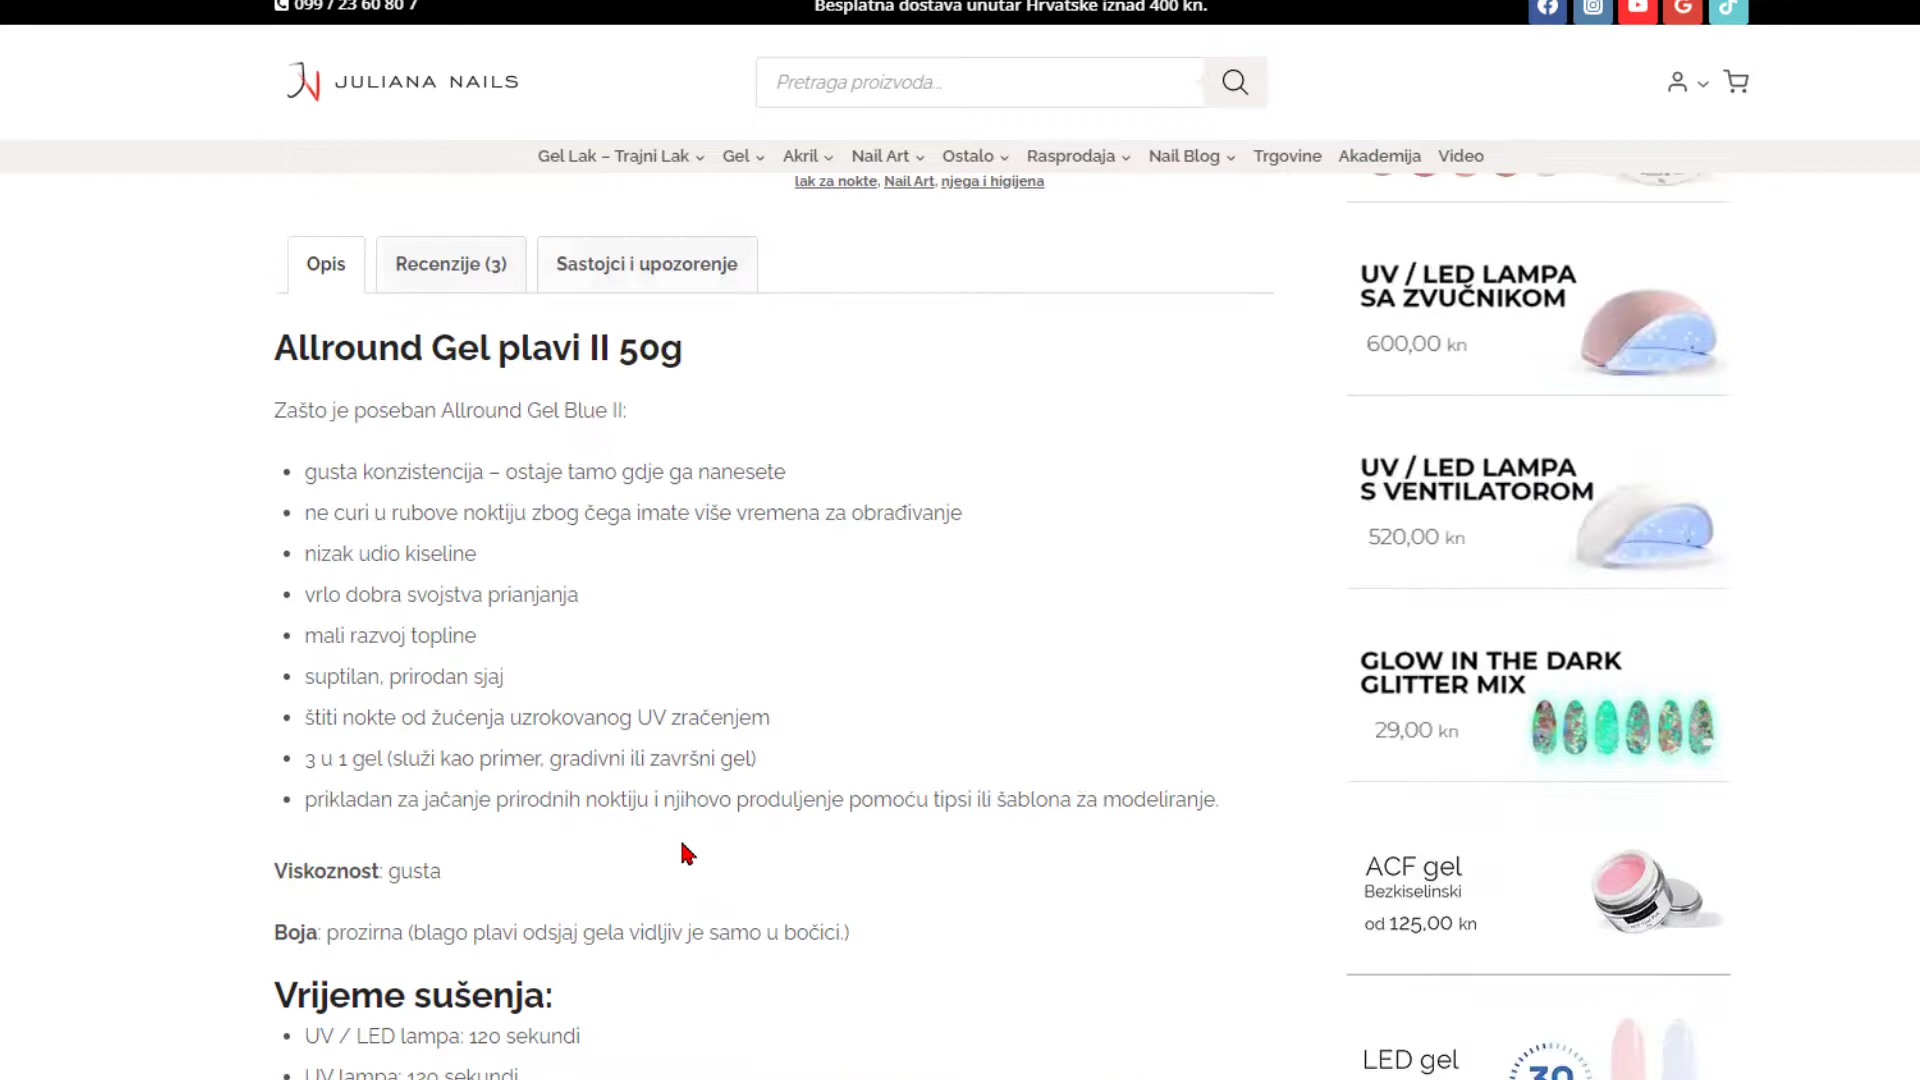 099 / 23 60 80 7
Besplatna dostava unutar Hrvatske iznad 400 kn.
JN JULIANA NAILS
Pretraga proizvoda...
Gel Lak – Trajni Lak
Gel
Akril
Nail Art
Ostalo
Rasprodaja
Nail Blog
Trgovine
Akademija
Video
lak za nokte, Nail Art, njega i higijena
Opis
Recenzije (3)
Sastojci i upozorenje
Allround Gel plavi II 50g
Zašto je poseban Allround Gel Blue II:
gusta konzistencija – ostaje tamo gdje ga nanesete
ne curi u rubove noktiju zbog čega imate više vremena za obrađivanje
nizak udio kiseline
vrlo dobra svojstva prianjanja
mali razvoj topline
suptilan, prirodan sjaj
štiti nokte od žućenja uzrokovanog UV zračenjem
3 u 1 gel (služi kao primer, gradivni ili završni gel)
prikladan za jačanje prirodnih noktiju i njihovo produljenje pomoću tipsi ili šablona za modeliranje.
Viskoznost: gusta
Boja: prozirna (blago plavi odsjaj gela vidljiv je samo u bočici.)
Vrijeme sušenja:
UV / LED lampa: 120 sekundi
UV lampa: 120 sekundi
UV / LED LAMPA
SA ZVUČNIKOM
600,00 kn
UV / LED LAMPA
S VENTILATOROM
520,00 kn
GLOW IN THE DARK
GLITTER MIX
29,00 kn
ACF gel
Bezkiselinski
od 125,00 kn
LED gel
30